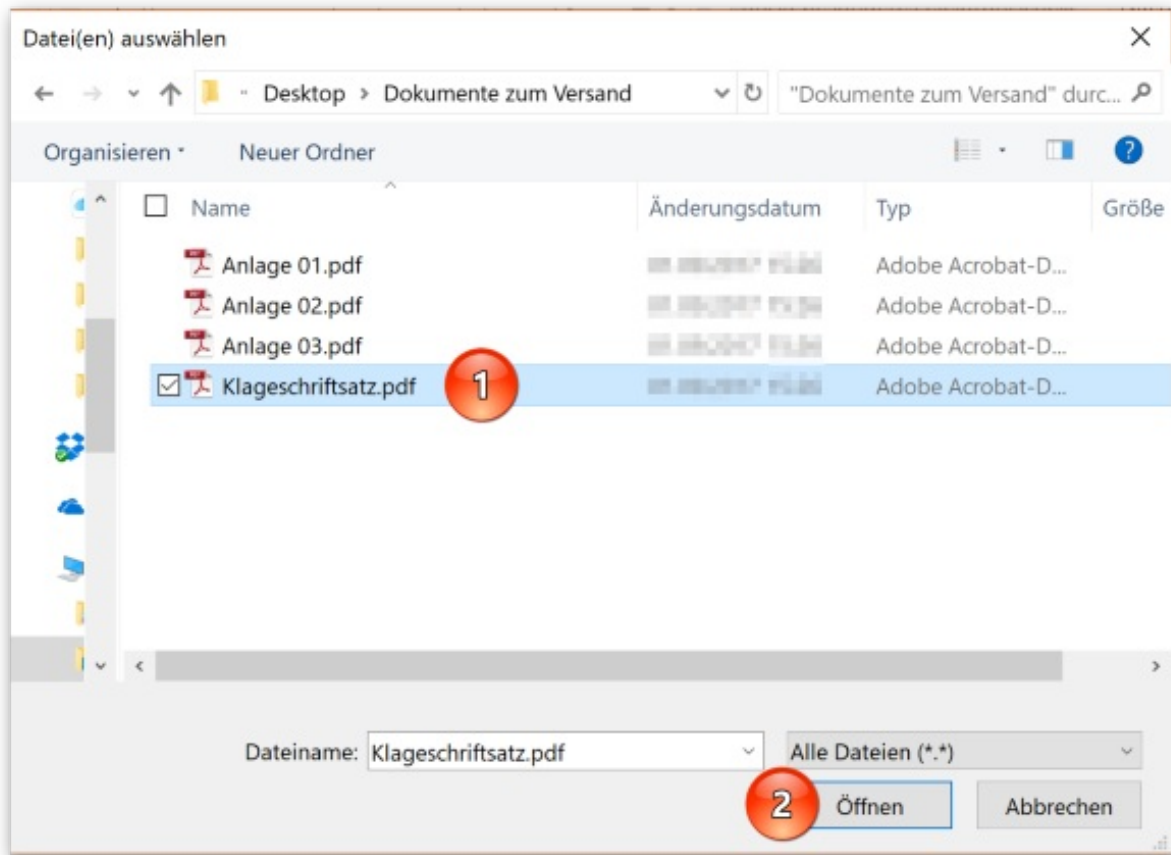 Datei(en) auswählen
Desktop > Dokumente zum Versand
"Dokumente zum Versand" durc...
Organisieren
Neuer Ordner
?
Name
Änderungsdatum
Typ
Größe
Anlage 01.pdf
Adobe Acrobat-D...
Anlage 02.pdf
Adobe Acrobat-D...
Anlage 03.pdf
Adobe Acrobat-D...
Klageschriftsatz.pdf
1
Adobe Acrobat-D...
Dateiname:
Klageschriftsatz.pdf
Alle Dateien (*.*)
2
Öffnen
Abbrechen